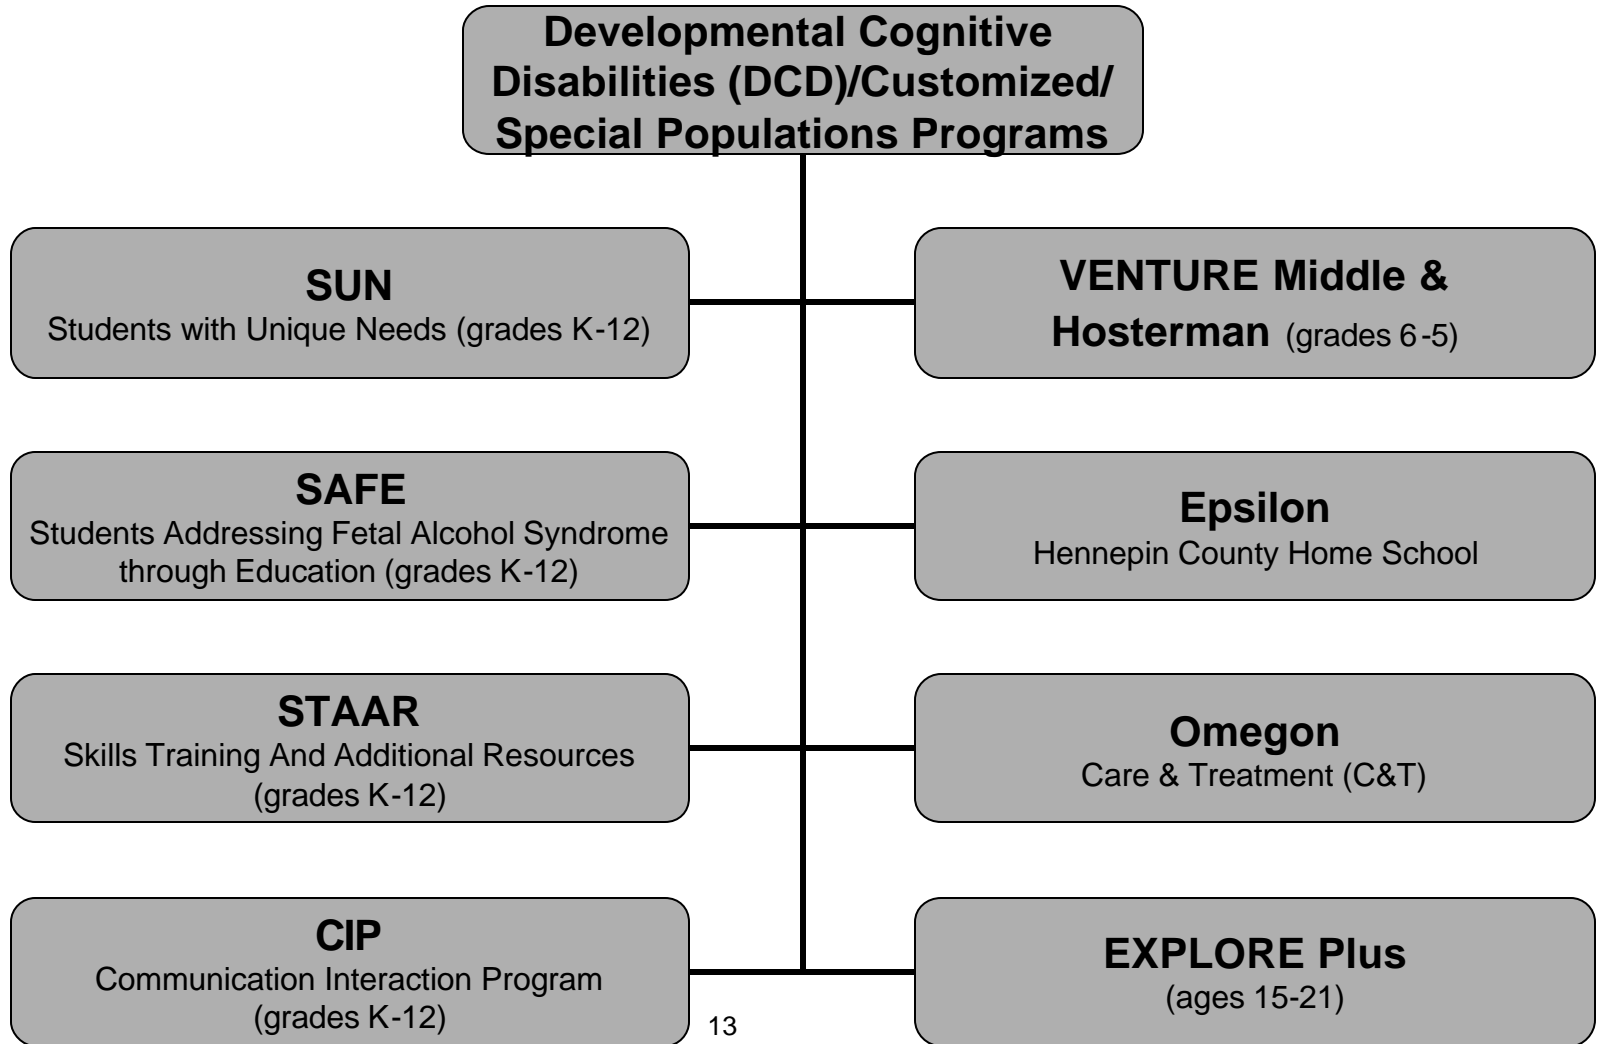 Developmental Cognitive
Disabilities (DCD)/Customized/
Special Populations Programs
SUN
Students with Unique Needs (grades K-12)
VENTURE Middle &
Hosterman (grades 6-5)
SAFE
Students Addressing Fetal Alcohol Syndrome
through Education (grades K-12)
Epsilon
Hennepin County Home School
STAAR
Skills Training And Additional Resources
(grades K-12)
Omegon
Care & Treatment (C&T)
CIP
Communication Interaction Program
(grades K-12)
EXPLORE Plus
(ages 15-21)
13